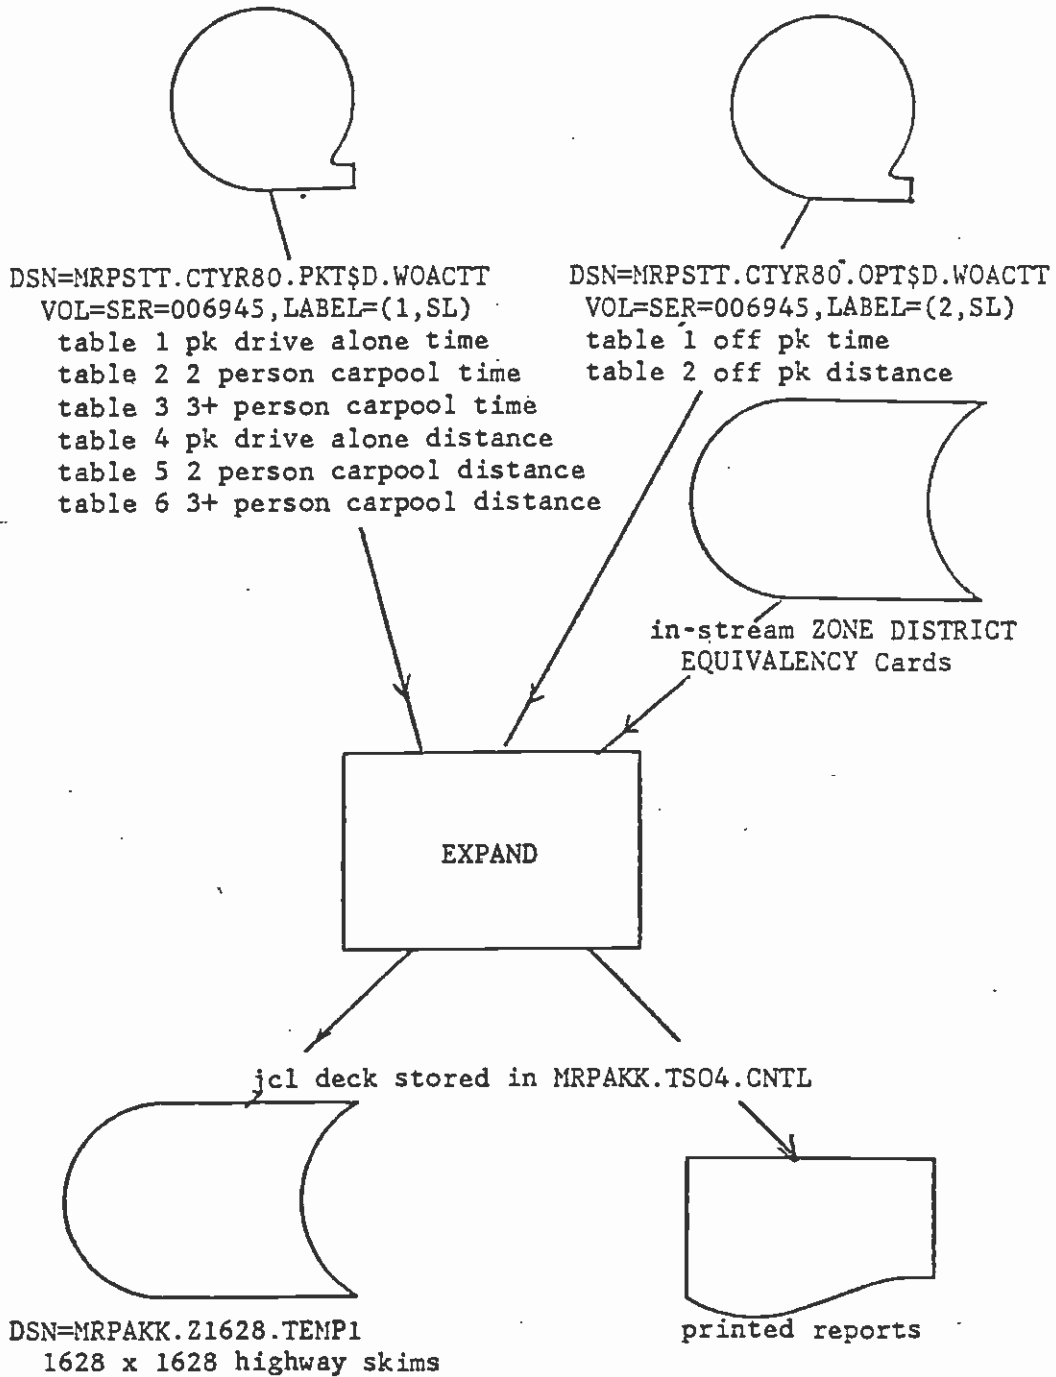 DSN=MRPSTT.CTYR80.PKT$D.WOACTT
VOL=SER=006945,LABEL=(1,SL)
table 1 pk drive alone time
table 2 2 person carpool time
table 3 3+ person carpool time
table 4 pk drive alone distance
table 5 2 person carpool distance
table 6 3+ person carpool distance
DSN=MRPSTT.CTYR80.OPT$D.WOACTT
VOL=SER=006945,LABEL=(2,SL)
table 1 off pk time
table 2 off pk distance
in-stream ZONE DISTRICT
EQUIVALENCY Cards
EXPAND
jcl deck stored in MRPAKK.TSO4.CNTL
DSN=MRPAKK.Z1628.TEMP1
1628 x 1628 highway skims
printed reports